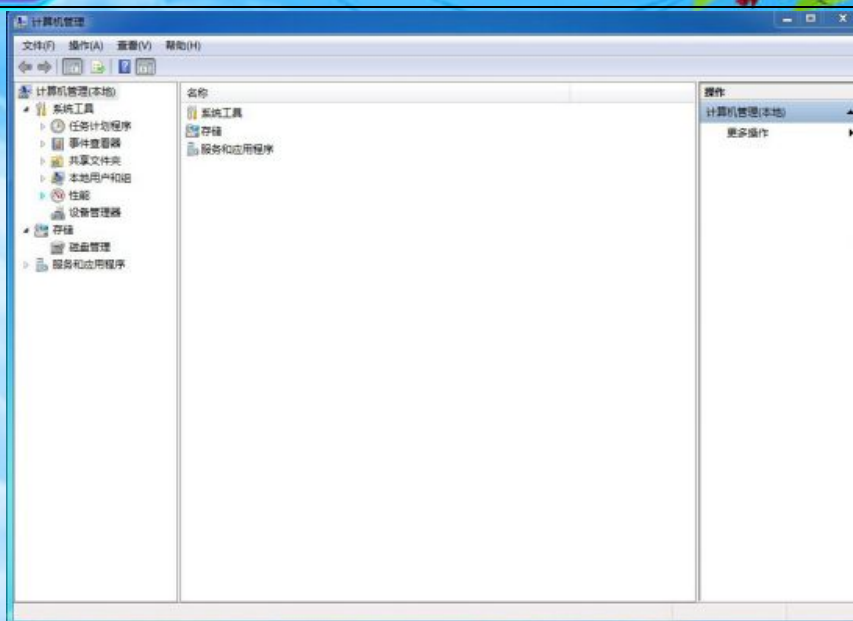 计算机管理
文件(F) 操作(A) 查看(V) 帮助(H)
计算机管理(本地)
系统工具
任务计划程序
事件查看器
共享文件夹
本地用户和组
性能
设备管理器
存储
磁盘管理
服务和应用程序
名称
系统工具
存储
服务和应用程序
操作
计算机管理(本地)
更多操作